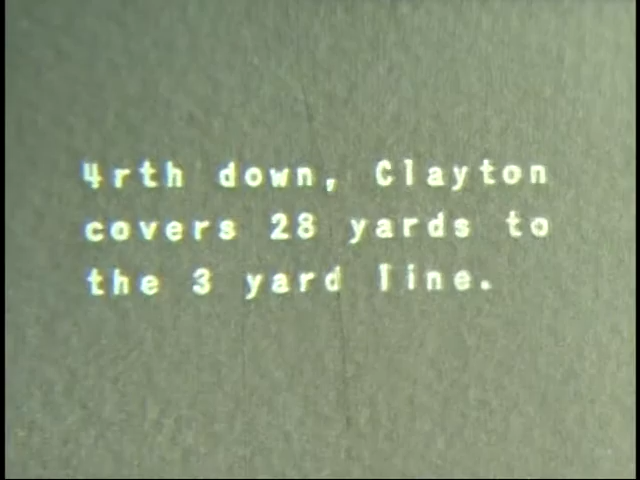 4rth down, Clayton
covers 28 yards to
the 3 yard line.